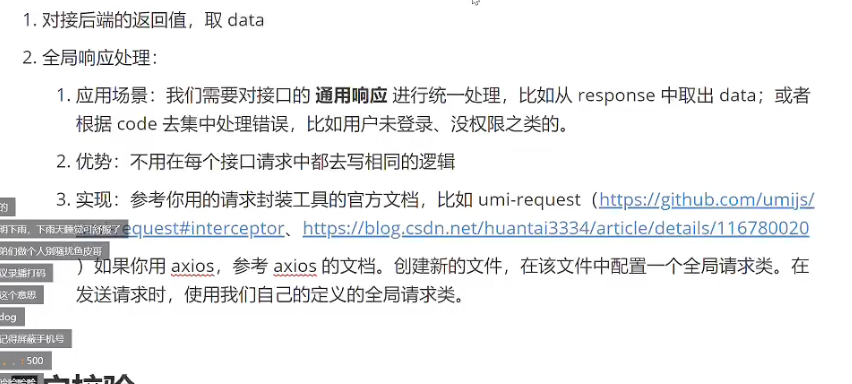 1. 对接后端的返回值，取 data
2. 全局响应处理：
1. 应用场景：我们需要对接口的 通用响应 进行统一处理，比如从 response 中取出 data；或者
根据 code 去集中处理错误，比如用户未登录、没权限之类的。
2. 优势：不用在每个接口请求中都去写相同的逻辑
3. 实现：参考你用的请求封装工具的官方文档，比如 umi-request（https://github.com/umijs/
的
明下雨，下雨天睡觉可舒服了
request#interceptor、https://blog.csdn.net/huantai3334/article/details/116780020
弟们做个人别骚扰鱼皮哥
）如果你用 axios，参考 axios 的文档。创建新的文件，在该文件中配置一个全局请求类。在
议录播打码
发送请求时，使用我们自己的定义的全局请求类。
这个意思
dog
记得屏蔽手机号
500